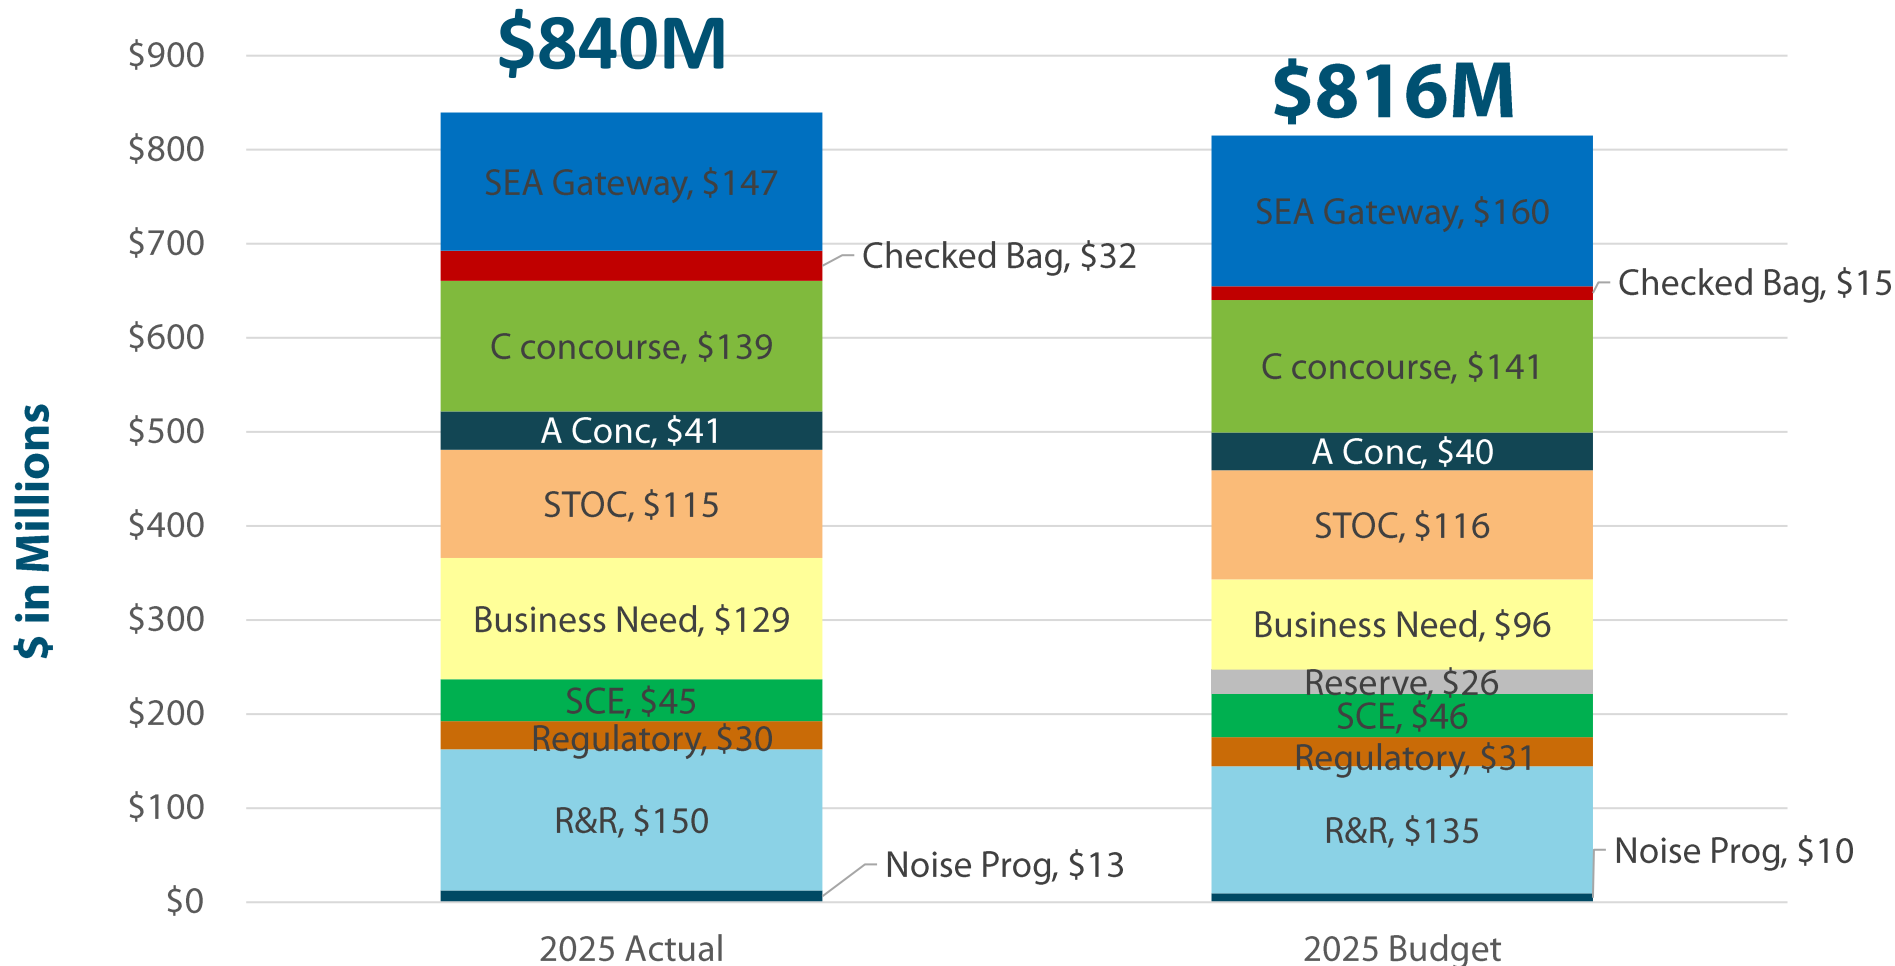 $840M
$816M
$ in Millions
$900
$800
$700
$600
$500
$400
$300
$200
$100
$0
SEA Gateway, $147
Checked Bag, $32
C concourse, $139
A Conc, $41
STOC, $115
Business Need, $129
SCE, $45
Regulatory, $30
R&R, $150
Noise Prog, $13
SEA Gateway, $160
Checked Bag, $15
C concourse, $141
A Conc, $40
STOC, $116
Business Need, $96
Reserve, $26
SCE, $46
Regulatory, $31
R&R, $135
Noise Prog, $10
2025 Actual
2025 Budget